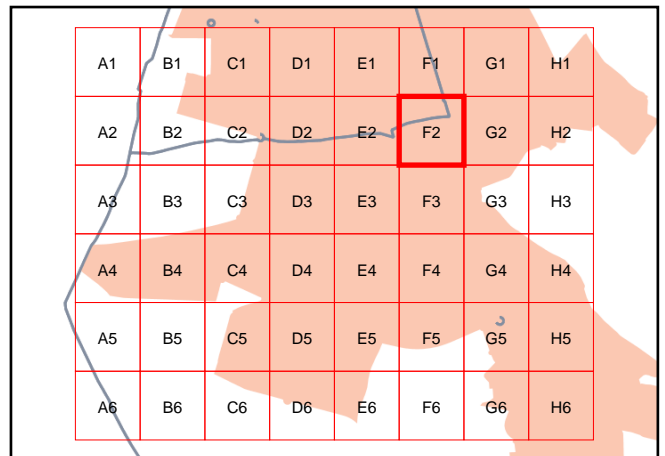 A1 B1 C1 D1 E1 F1 G1 H1
A2 B2 C2 D2 E2 F2 G2 H2
A3 B3 C3 D3 E3 F3 G3 H3
A4 B4 C4 D4 E4 F4 G4 H4
A5 B5 C5 D5 E5 F5 G5 H5
A6 B6 C6 D6 E6 F6 G6 H6